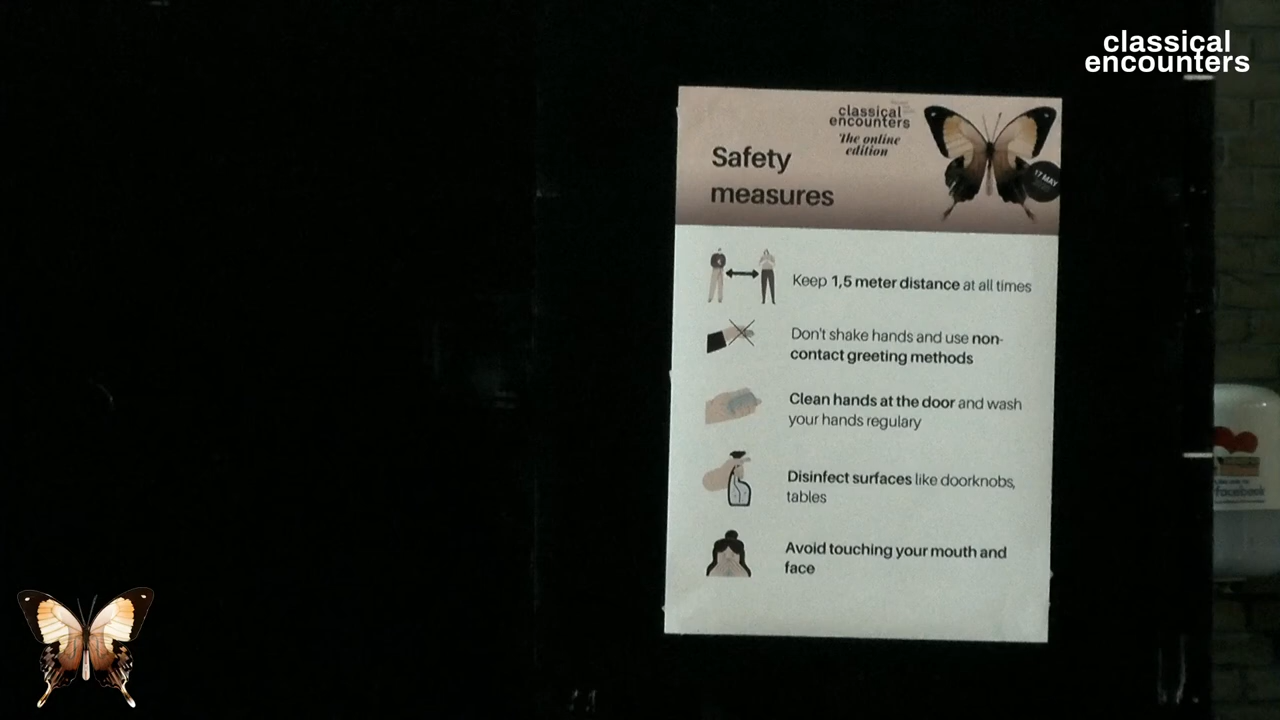 classical
encounters
classical
encounters
The online
edition
Safety
measures
17 MAY
Keep 1,5 meter distance at all times
Don't shake hands and use non-
contact greeting methods
Clean hands at the door and wash
your hands regulary
Disinfect surfaces like doorknobs,
tables
Avoid touching your mouth and
face
facebook